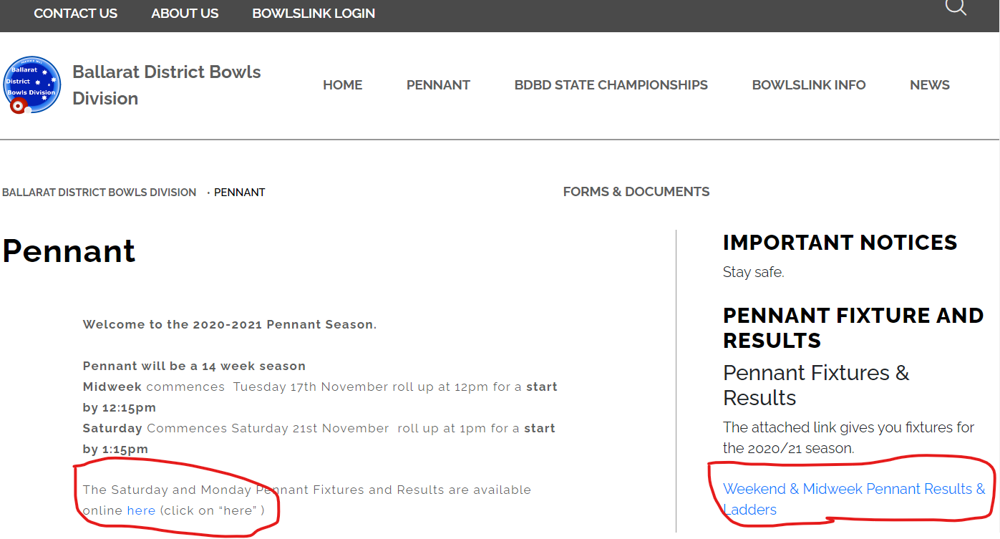 CONTACT US ABOUT US BOWLSLINK LOGIN
Ballarat
District
Bowls Division
Ballarat District Bowls
Division
HOME PENNANT BDBD STATE CHAMPIONSHIPS BOWLSLINK INFO NEWS
BALLARAT DISTRICT BOWLS DIVISION • PENNANT
FORMS & DOCUMENTS
Pennant
Welcome to the 2020-2021 Pennant Season.
Pennant will be a 14 week season
Midweek commences Tuesday 17th November roll up at 12pm for a start
by 12:15pm
Saturday Commences Saturday 21st November roll up at 1pm for a start
by 1:15pm
The Saturday and Monday Pennant Fixtures and Results are available
online here (click on “here” )
IMPORTANT NOTICES
Stay safe.
PENNANT FIXTURE AND
RESULTS
Pennant Fixtures &
Results
The attached link gives you fixtures for
the 2020/21 season.
Weekend & Midweek Pennant Results &
Ladders